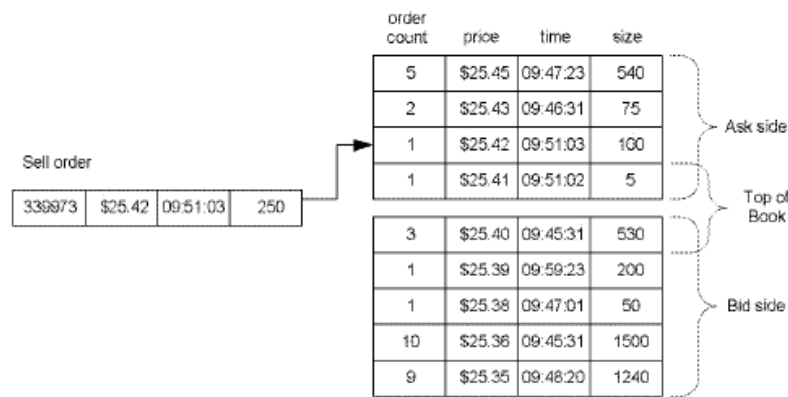 order count price time size
5 $25.45 09:47:23 540
2 $25.43 09:46:31 75
1 $25.42 09:51:03 100
1 $25.41 09:51:02 5
Ask side
Sell order
339973 $25.42 09:51:03 250
Top of
Book
3 $25.40 09:45:31 530
1 $25.39 09:59:23 200
1 $25.38 09:47:01 50
10 $25.36 09:45:31 1500
9 $25.35 09:48:20 1240
Bid side